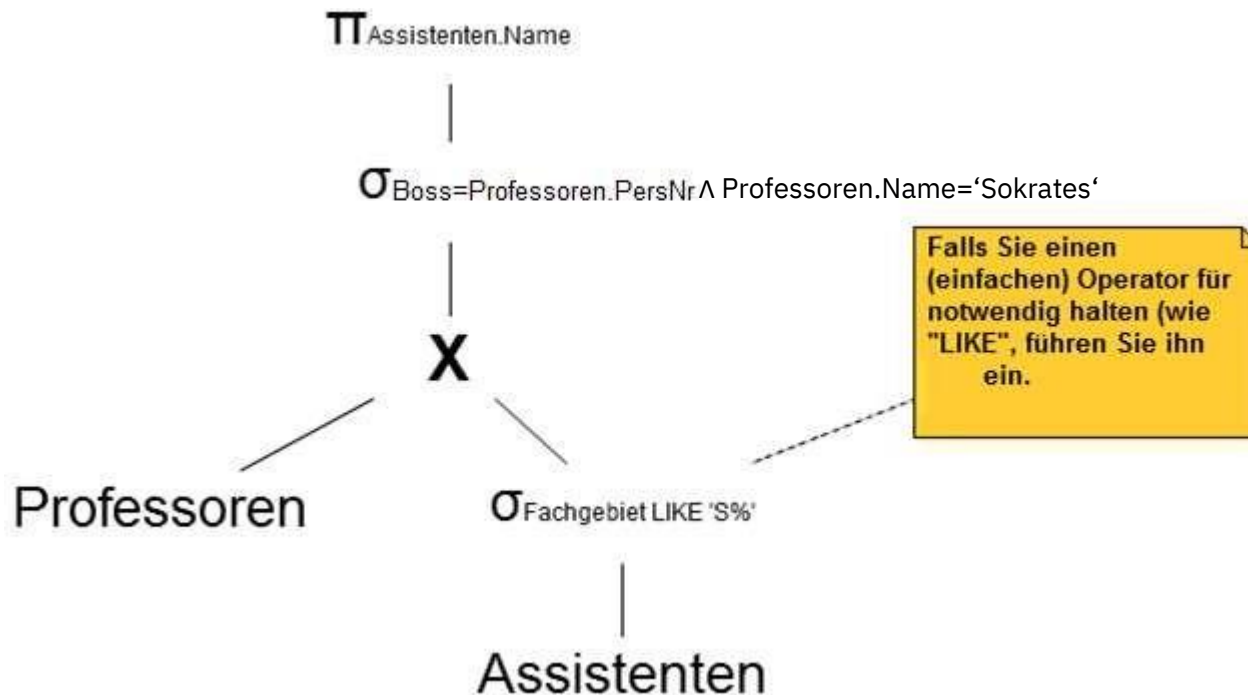 πAssistenten.Name
σBoss=Professoren.PersNr∧ Professoren.Name=‘Sokrates‘
Falls Sie einen
(einfachen) Operator für
notwendig halten (wie
"LIKE", führen Sie ihn
ein.
X
Professoren
σFachgebiet LIKE 'S%'
Assistenten